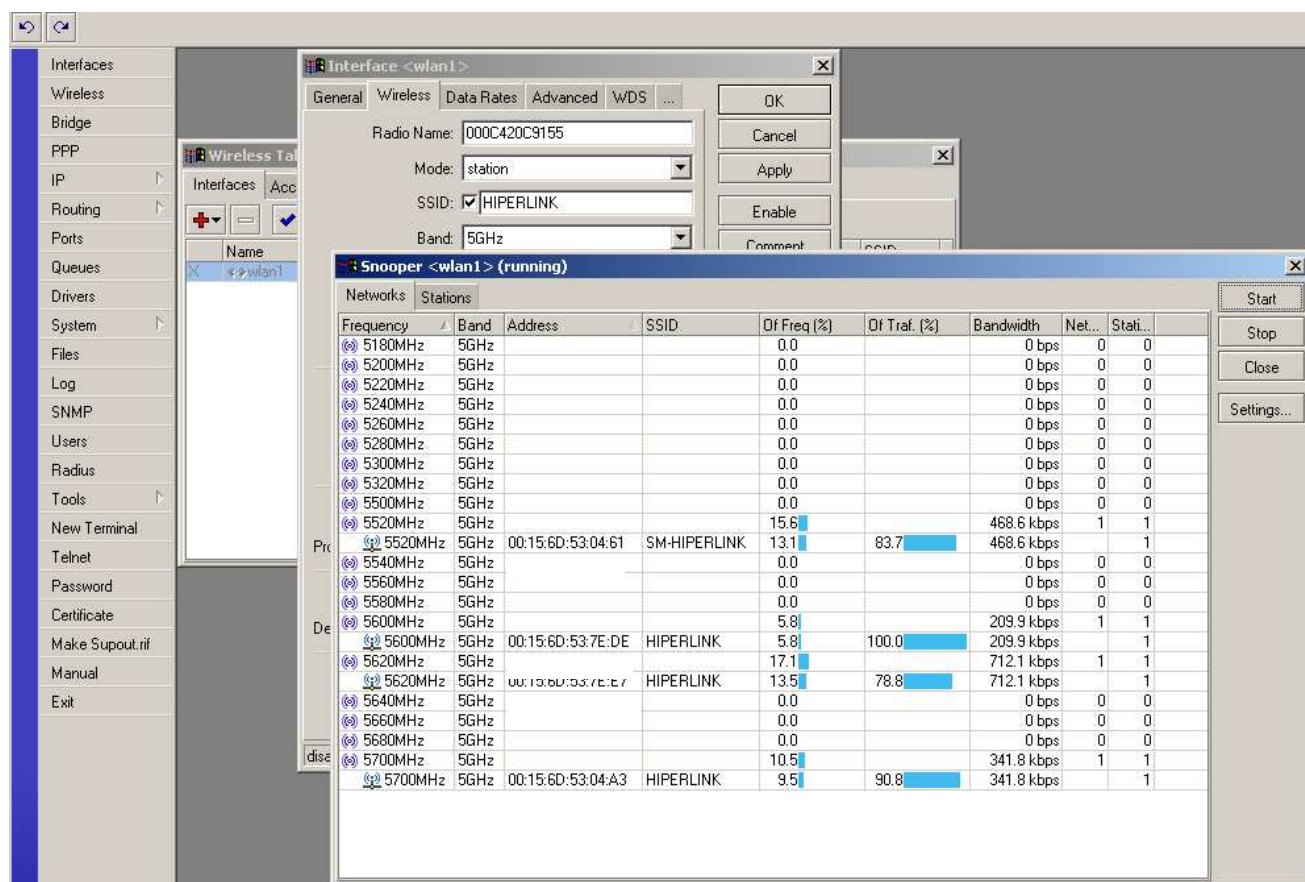 Interfaces
Wireless
Bridge
PPP
IP
Routing
Ports
Queues
Drivers
System
Files
Log
SNMP
Users
Radius
Tools
New Terminal
Telnet
Password
Certificate
Make Supout.rif
Manual
Exit
Wireless Tal
Interfaces Acc
Name
X wlan1
Interface <wlan1>
General Wireless Data Rates Advanced WDS ...
Radio Name: 000C420C9155
Mode: station
SSID: HIPERLINK
Band: 5GHz
OK
Cancel
Apply
Enable
Comment
SSID
Pro
De
disa
Snooper <wlan1> (running)
Networks Stations
Frequency Band Address SSID Of Freq (%) Of Traf. (%) Bandwidth Net... Stati...
5180MHz 5GHz 0.0 0 bps 0 0
5200MHz 5GHz 0.0 0 bps 0 0
5220MHz 5GHz 0.0 0 bps 0 0
5240MHz 5GHz 0.0 0 bps 0 0
5260MHz 5GHz 0.0 0 bps 0 0
5280MHz 5GHz 0.0 0 bps 0 0
5300MHz 5GHz 0.0 0 bps 0 0
5320MHz 5GHz 0.0 0 bps 0 0
5500MHz 5GHz 0.0 0 bps 0 0
5520MHz 5GHz 15.6 468.6 kbps 1 1
5520MHz 5GHz 00:15:6D:53:04:61 SM-HIPERLINK 13.1 83.7 468.6 kbps 1
5540MHz 5GHz 0.0 0 bps 0 0
5560MHz 5GHz 0.0 0 bps 0 0
5580MHz 5GHz 0.0 0 bps 0 0
5600MHz 5GHz 5.8 209.9 kbps 1 1
5600MHz 5GHz 00:15:6D:53:7E:DE HIPERLINK 5.8 100.0 209.9 kbps 1
5620MHz 5GHz 17.1 712.1 kbps 1 1
5620MHz 5GHz HIPERLINK 13.5 78.8 712.1 kbps 1
5640MHz 5GHz 0.0 0 bps 0 0
5660MHz 5GHz 0.0 0 bps 0 0
5680MHz 5GHz 0.0 0 bps 0 0
5700MHz 5GHz 10.5 341.8 kbps 1 1
5700MHz 5GHz 00:15:6D:53:04:A3 HIPERLINK 9.5 90.8 341.8 kbps 1
Start
Stop
Close
Settings...